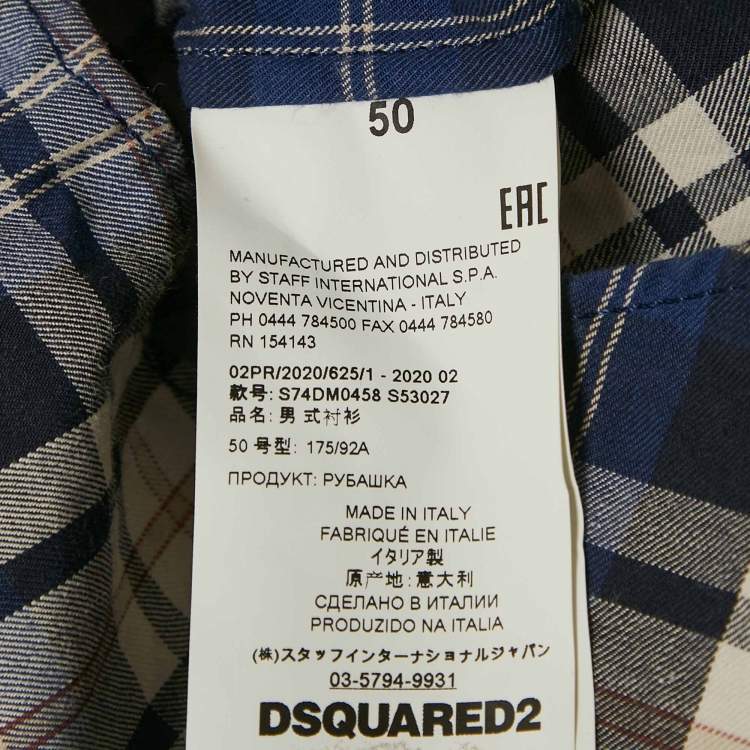 50
EAC
MANUFACTURED AND DISTRIBUTED
BY STAFF INTERNATIONAL S.P.A.
NOVENTA VICENTINA - ITALY
PH 0444 784500 FAX 0444 784580
RN 154143
02PR/2020/625/1 - 2020 02
款号: S74DM0458 S53027
品名: 男 式衬衫
50 号型: 175/92A
ПРОДУКТ: РУБАШКА
MADE IN ITALY
FABRIQUÉ EN ITALIE
イタリア製
原产地: 意大利
СДЕЛАНО В ИТАЛИИ
PRODUZIDO NA ITALIA
(株)スタッフインターナショナルジャパン
03-5794-9931
DSQUARED2